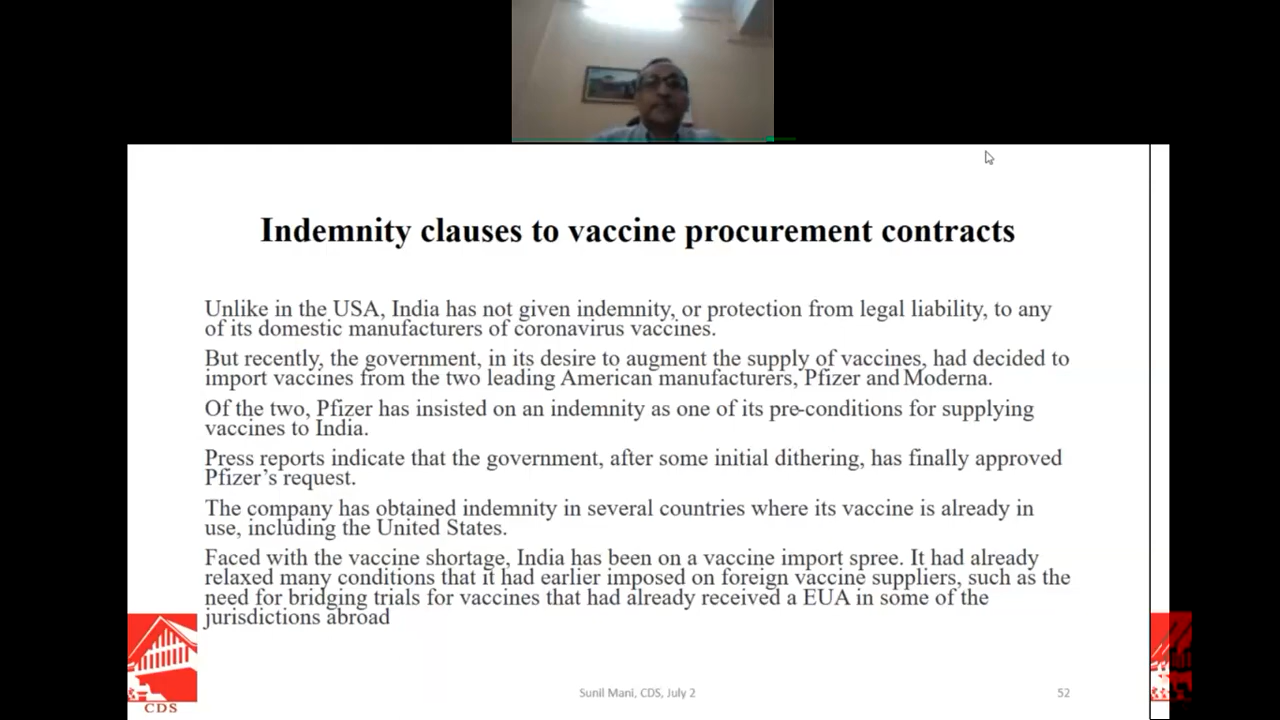 Indemnity clauses to vaccine procurement contracts
Unlike in the USA, India has not given indemnity, or protection from legal liability, to any
of its domestic manufacturers of coronavirus vaccines.
But recently, the government, in its desire to augment the supply of vaccines, had decided to
import vaccines from the two leading American manufacturers, Pfizer and Moderna.
Of the two, Pfizer has insisted on an indemnity as one of its pre-conditions for supplying
vaccines to India.
Press reports indicate that the government, after some initial dithering, has finally approved
Pfizer's request.
The company has obtained indemnity in several countries where its vaccine is already in
use, including the United States.
Faced with the vaccine shortage, India has been on a vaccine import spree. It had already
relaxed many conditions that it had earlier imposed on foreign vaccine suppliers, such as the
need for bridging trials for vaccines that had already received a EUA in some of the
jurisdictions abroad
CDS
Sunil Mani, CDS, July 2
52